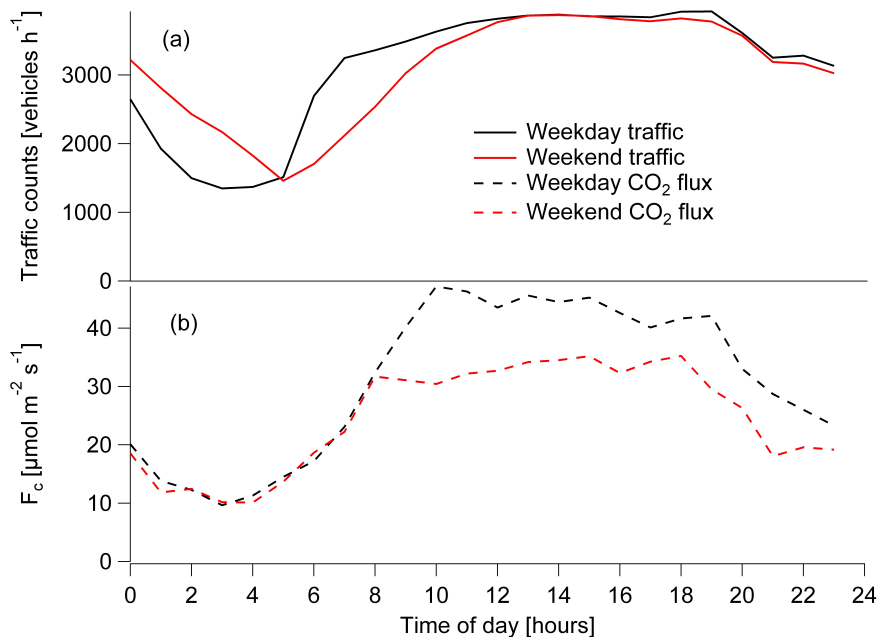 (a)
Traffic counts [vehicles h⁻¹]
3000
2000
1000
0
Weekday traffic
Weekend traffic
Weekday CO₂ flux
Weekend CO₂ flux
(b)
F_c [µmol m⁻² s⁻¹]
40
30
20
10
0
0 2 4 6 8 10 12 14 16 18 20 22 24
Time of day [hours]